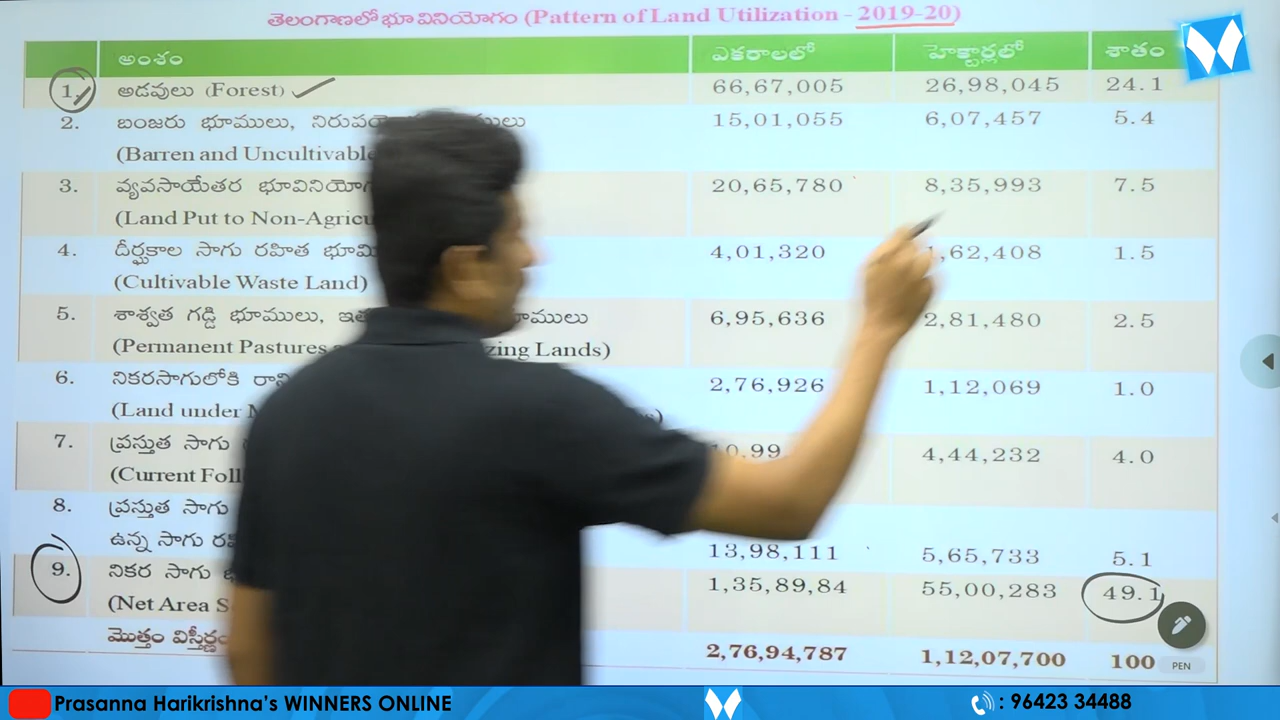 తెలంగాణలో భూ వినియోగం (Pattern of Land Utilization - 2019-20)
అంశం ఎకరాలలో హెక్టార్లలో శాతం
1. అడవులు (Forest) 66,67,005 26,98,045 24.1
2. బంజరు భూములు, 15,01,055 6,07,457 5.4
(Barren and Uncultivable
3. వ్యవసాయేతర 20,65,780 8,35,993 7.5
(Land Put to
4. దీర్ఘకాల సాగు రహిత 4,01,320 1,62,408 1.5
(Cultivable Waste Land)
5. శాశ్వత గడ్డి భూములు, 6,95,636 2,81,480 2.5
(Permanent Pastures Lands)
6. నికరసాగులోకి 2,76,926 1,12,069 1.0
(Land under
7. ప్రస్తుత సాగు 4,44,232 4.0
(Current
8. ప్రస్తుత సాగు
ఉన్న సాగు 13,98,111 5,65,733 5.1
9. నికర సాగు 1,35,89,84 55,00,283 49.1
(Net Area
మొత్తం విస్తీర్ణం 2,76,94,787 1,12,07,700 100
PEN
Prasanna Harikrishna's WINNERS ONLINE : 96423 34488